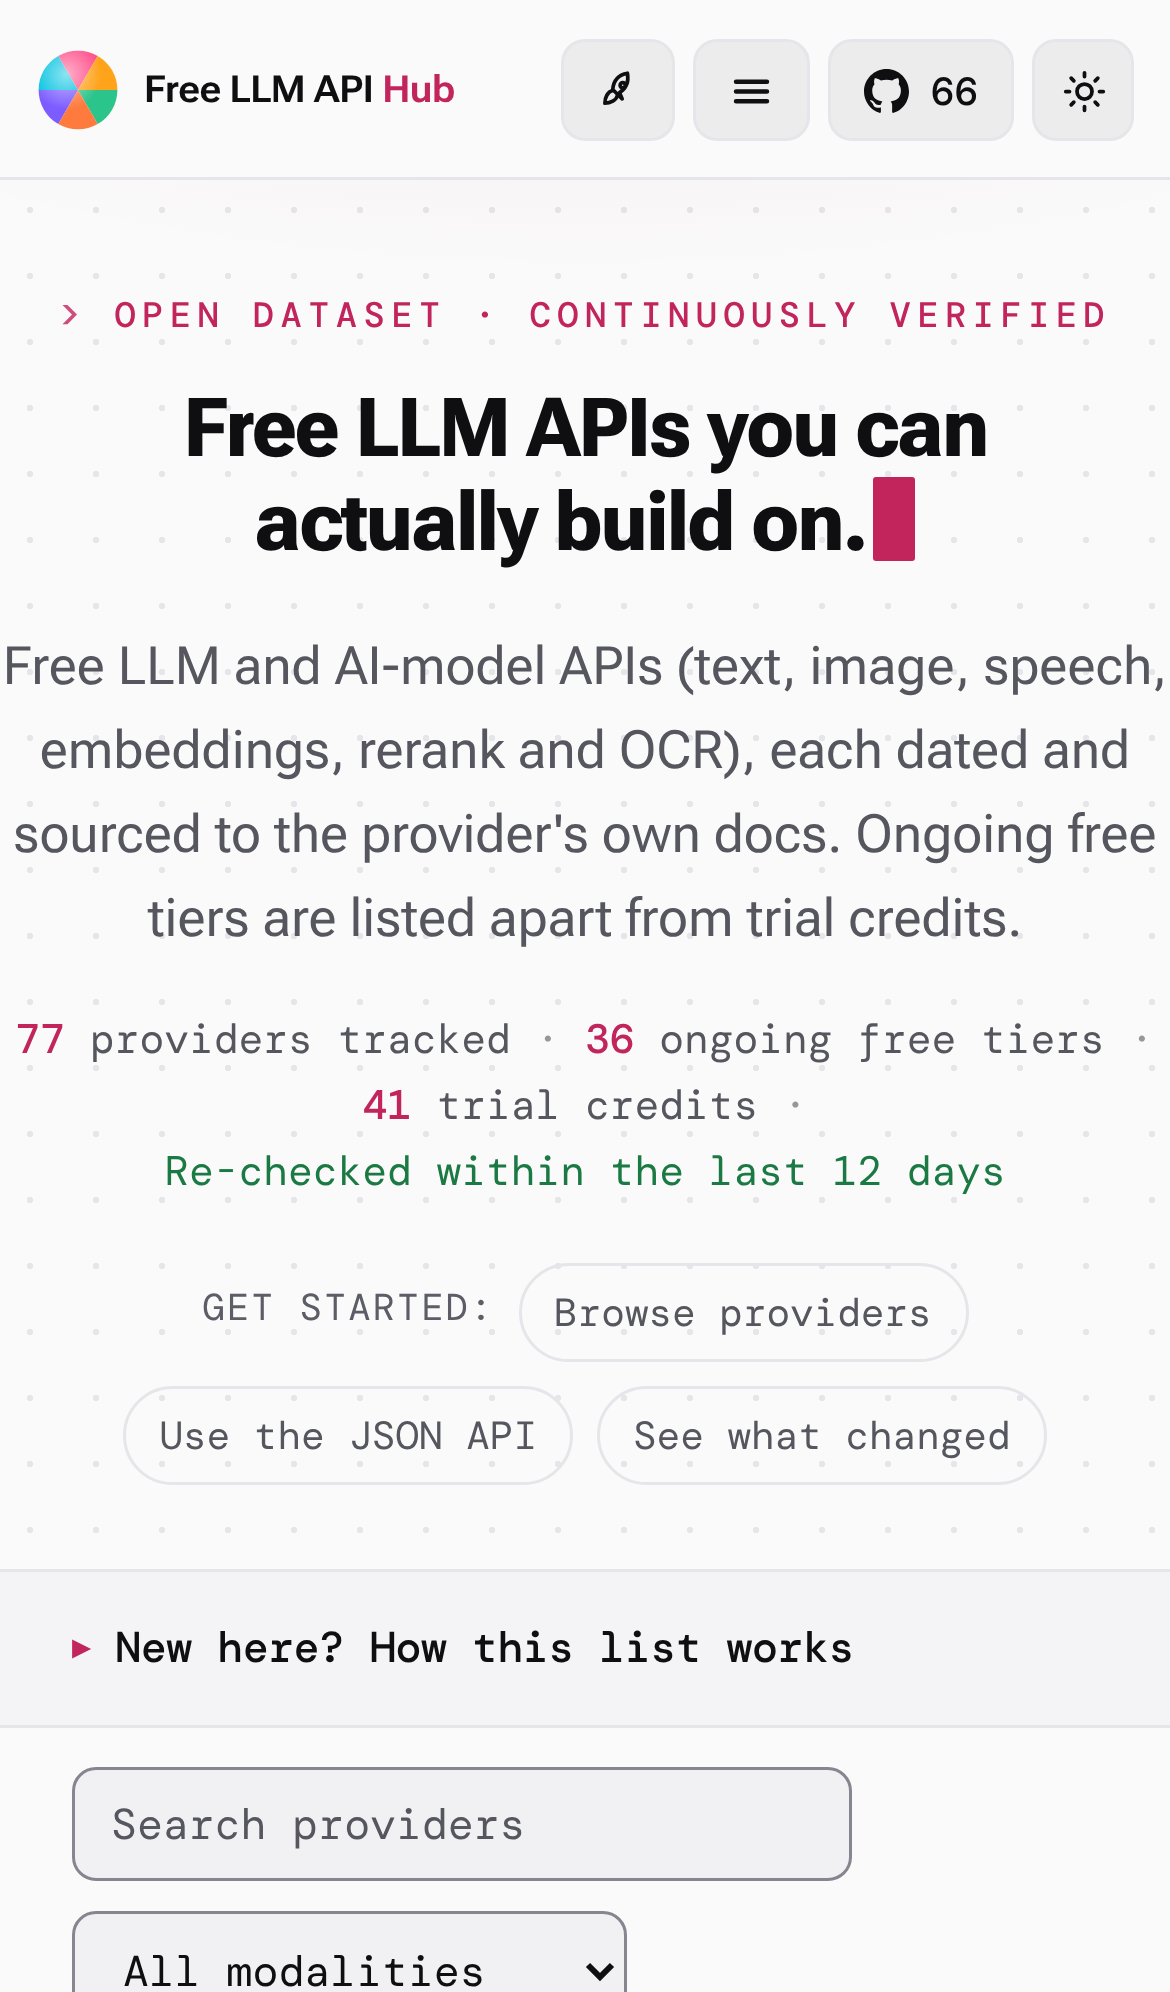 Free LLM API Hub
66
> OPEN DATASET · CONTINUOUSLY VERIFIED
Free LLM APIs you can
actually build on.
Free LLM and AI-model APIs (text, image, speech,
embeddings, rerank and OCR), each dated and
sourced to the provider's own docs. Ongoing free
tiers are listed apart from trial credits.
77 providers tracked · 36 ongoing free tiers ·
41 trial credits ·
Re-checked within the last 12 days
GET STARTED: Browse providers
Use the JSON API See what changed
▸ New here? How this list works
Search providers
All modalities